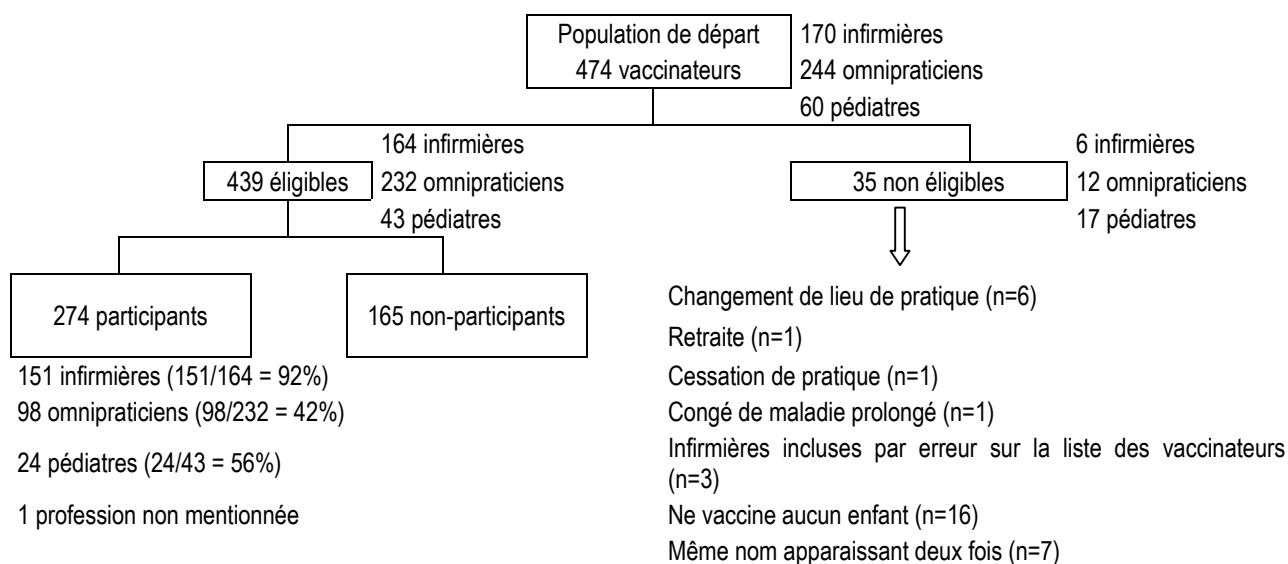 Population de départ
474 vaccinateurs
170 infirmières
244 omnipraticiens
60 pédiatres
439 éligibles
164 infirmières
232 omnipraticiens
43 pédiatres
35 non éligibles
6 infirmières
12 omnipraticiens
17 pédiatres
274 participants
165 non-participants
151 infirmières (151/164 = 92%)
98 omnipraticiens (98/232 = 42%)
24 pédiatres (24/43 = 56%)
1 profession non mentionnée
Changement de lieu de pratique (n=6)
Retraite (n=1)
Cessation de pratique (n=1)
Congé de maladie prolongé (n=1)
Infirmières incluses par erreur sur la liste des vaccinateurs
(n=3)
Ne vaccine aucun enfant (n=16)
Même nom apparaissant deux fois (n=7)